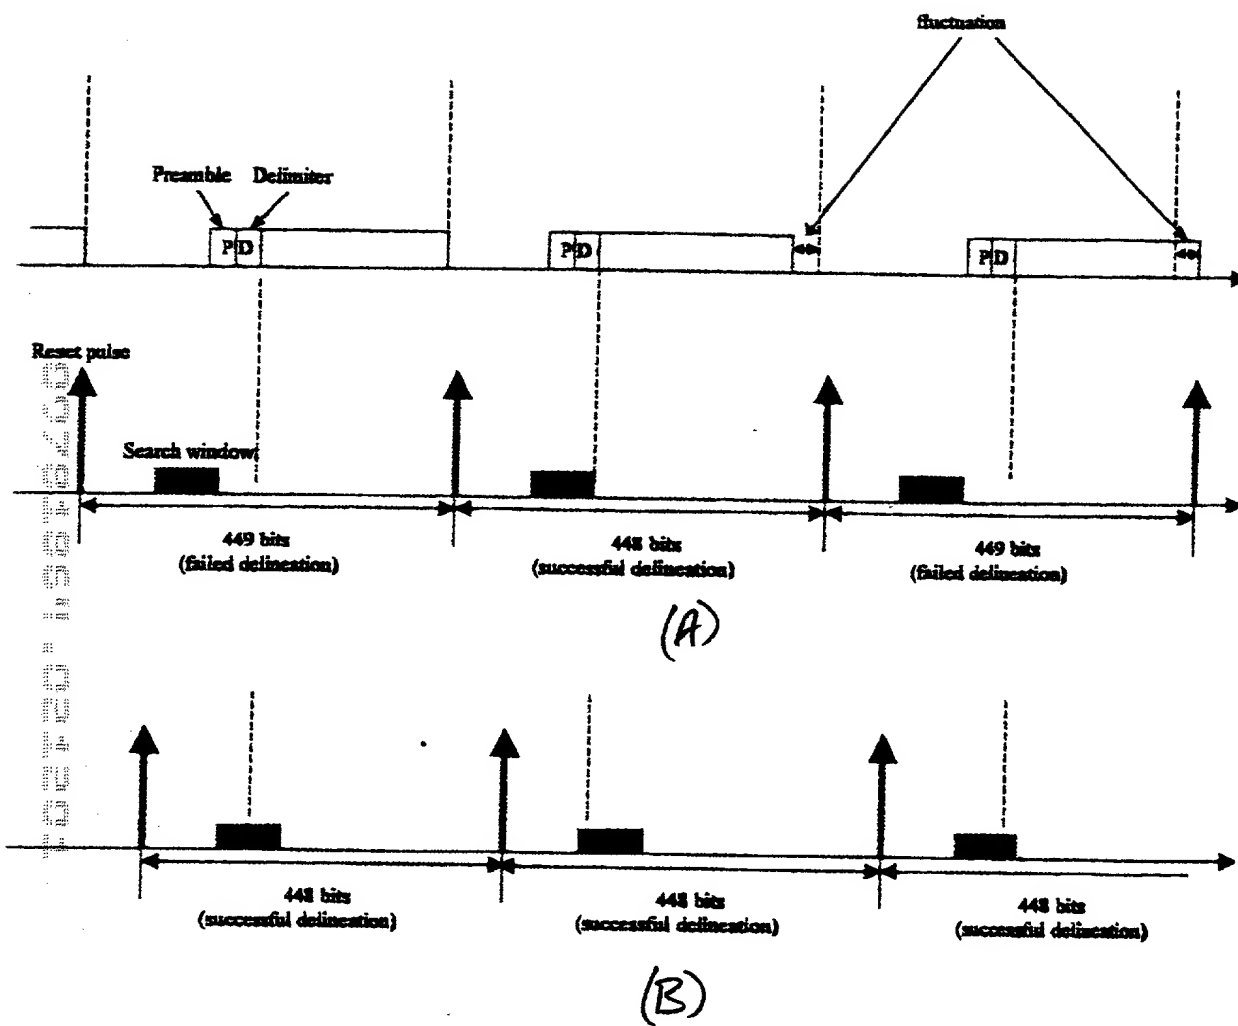 fluctuation
Preamble Delimiter
P D
P D
P D
Reset pulse
Search window
449 bits
(failed delineation)
448 bits
(successful delineation)
449 bits
(failed delineation)
(A)
448 bits
(successful delineation)
448 bits
(successful delineation)
448 bits
(successful delineation)
(B)